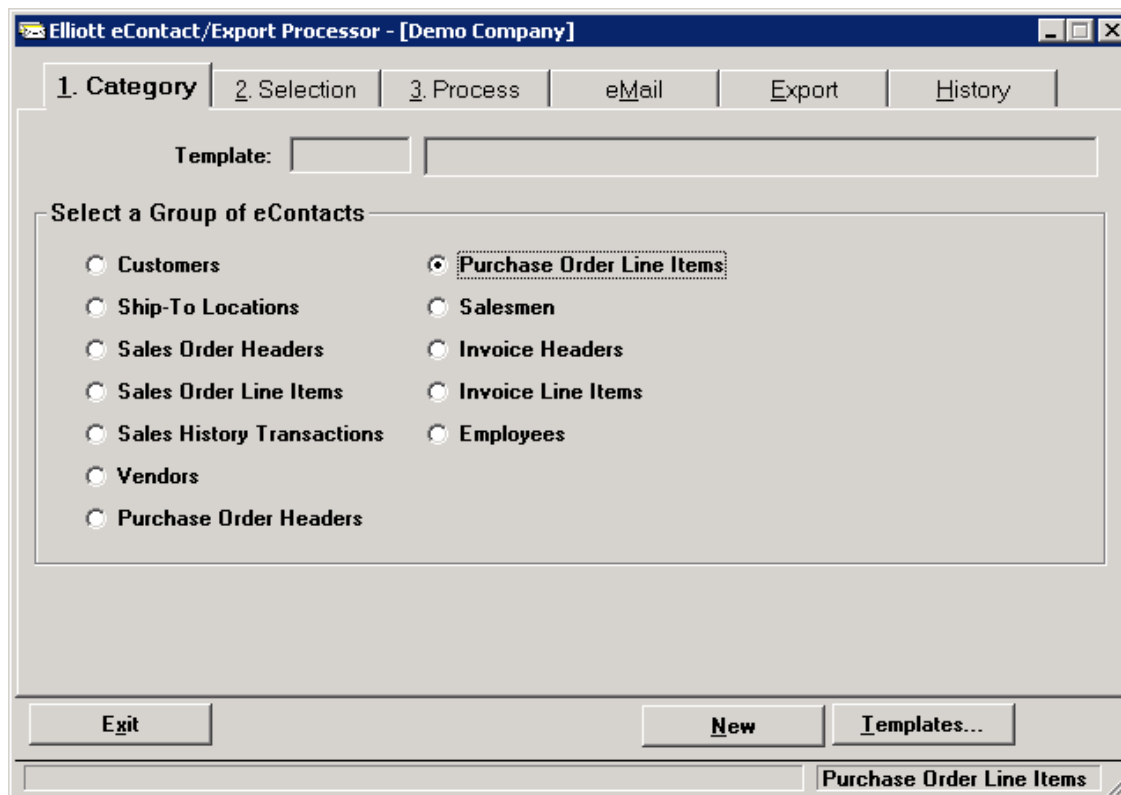 Elliott eContact/Export Processor - [Demo Company]
1. Category 2. Selection 3. Process eMail Export History
Template:
Select a Group of eContacts
Customers Purchase Order Line Items
Ship-To Locations Salesmen
Sales Order Headers Invoice Headers
Sales Order Line Items Invoice Line Items
Sales History Transactions Employees
Vendors
Purchase Order Headers
Exit New Templates...
Purchase Order Line Items